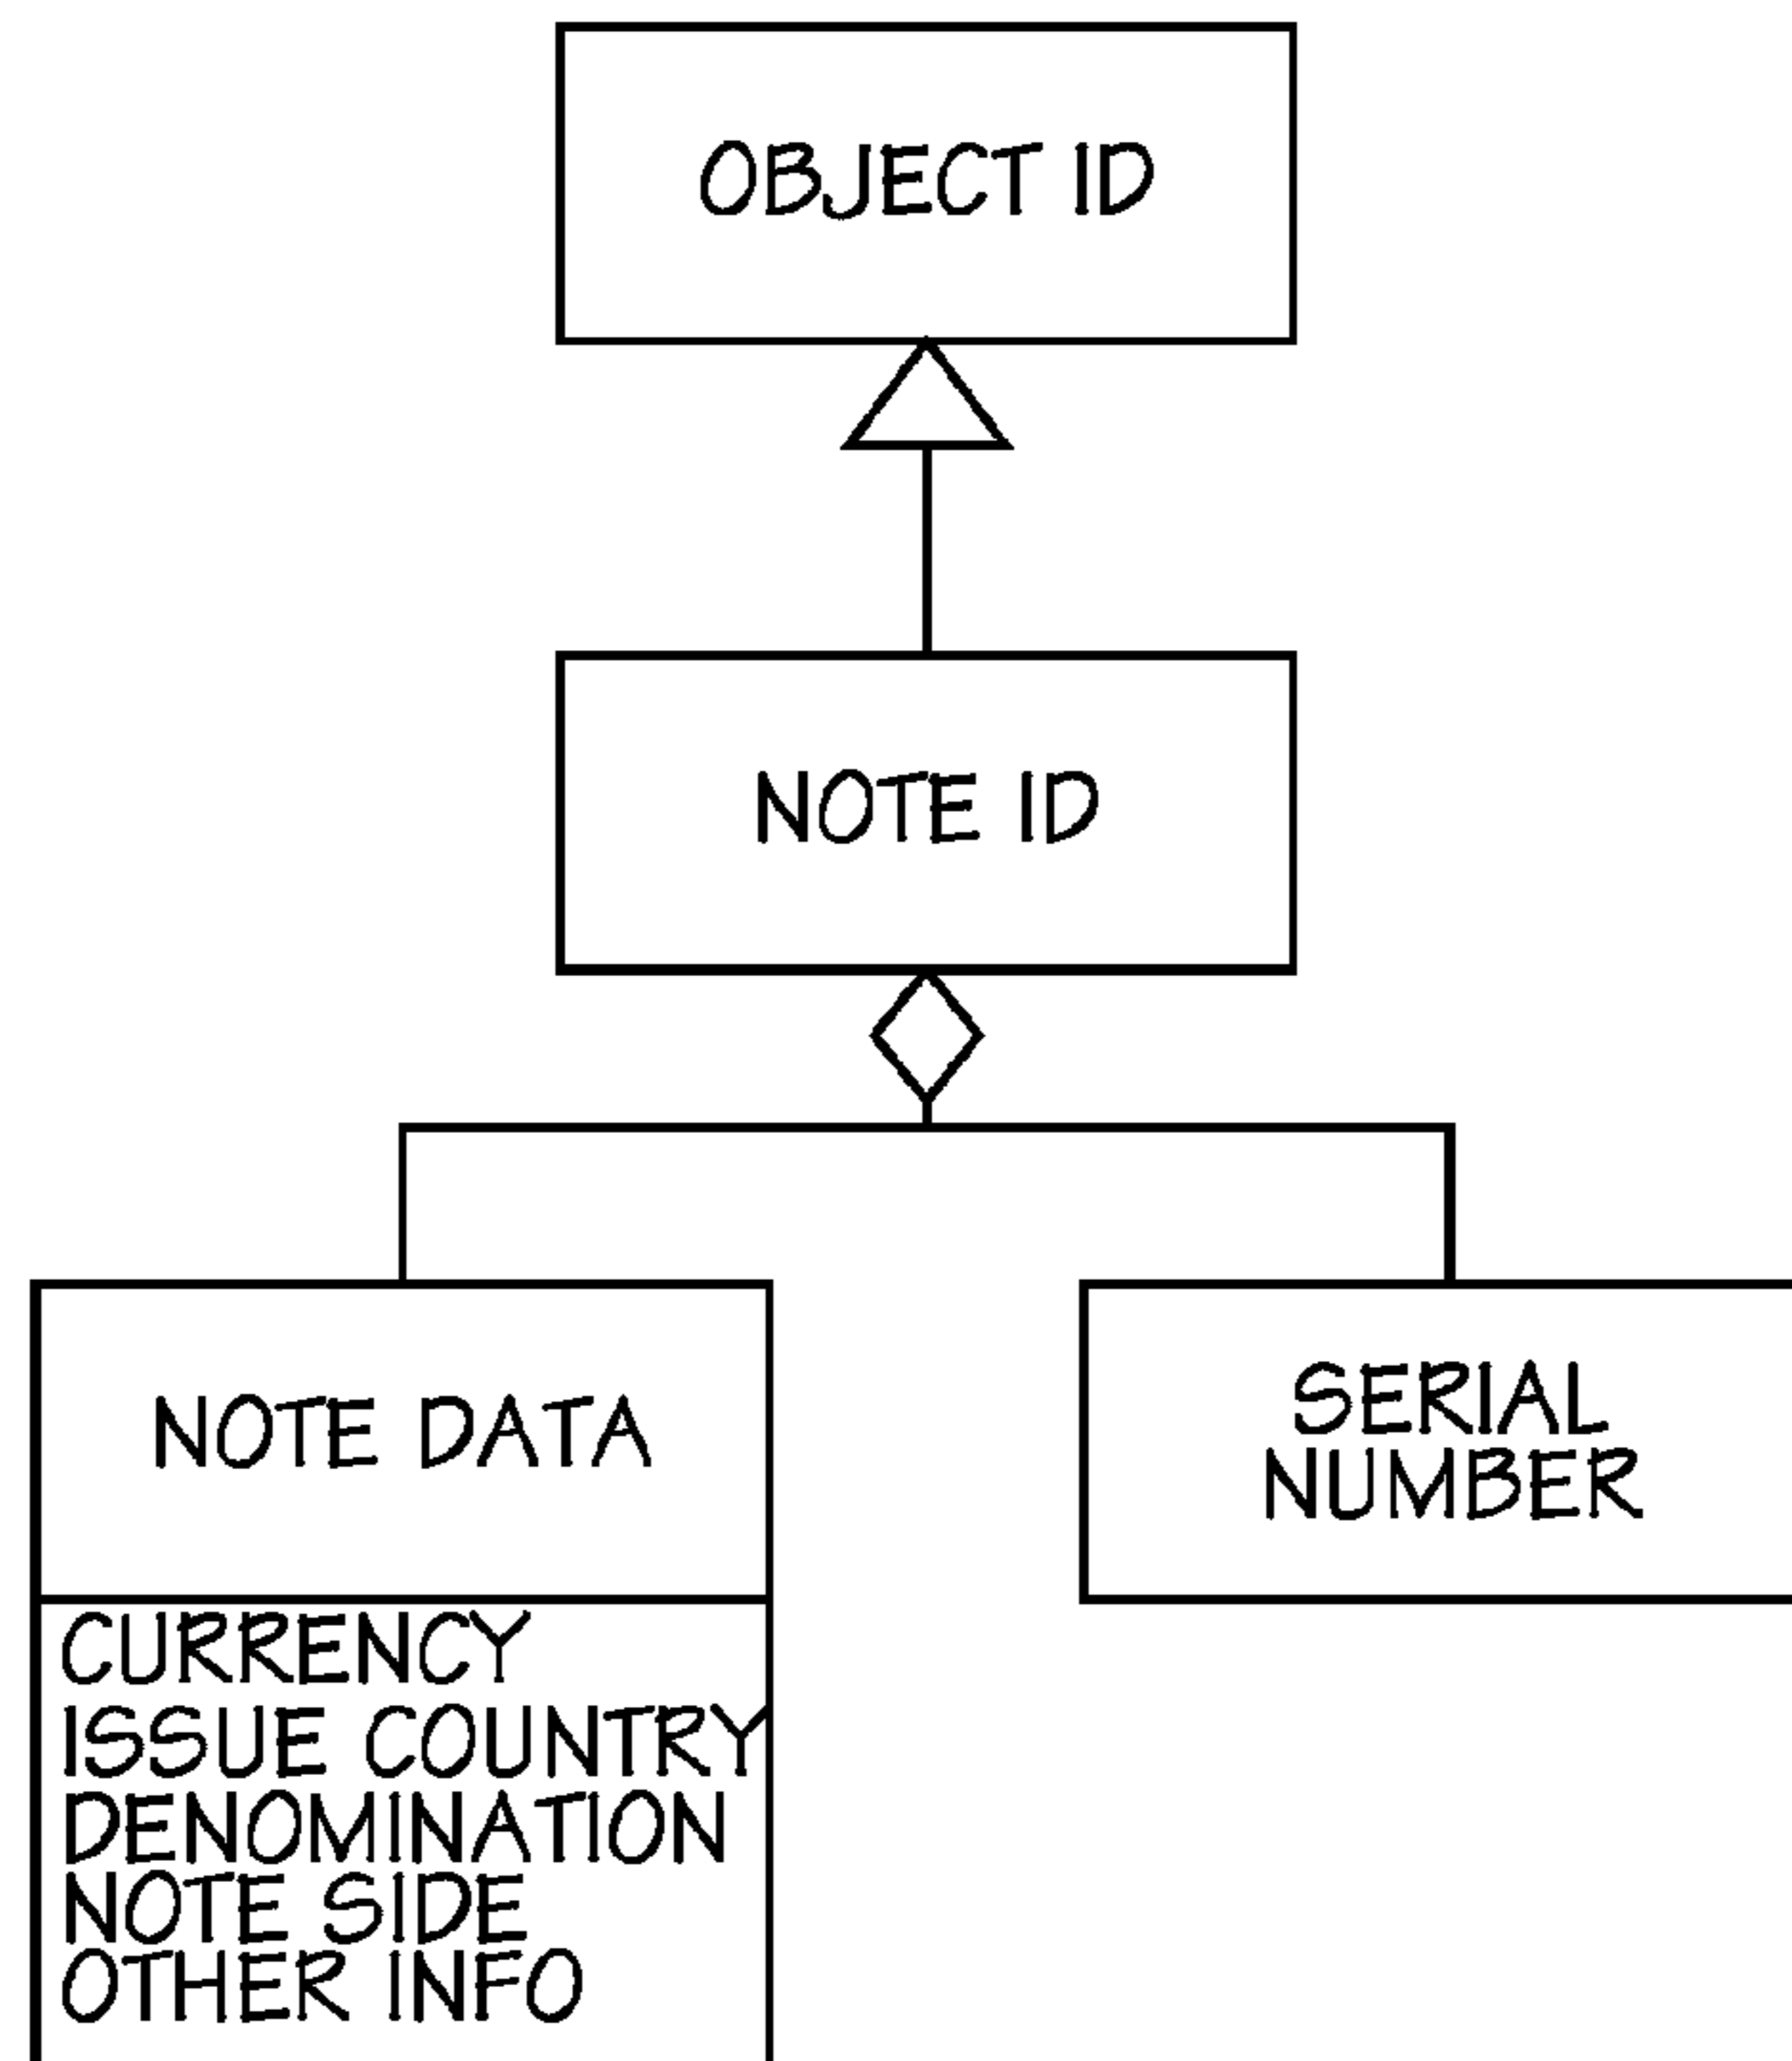 OBJECT ID
NOTE ID
NOTE DATA
SERIAL
NUMBER
CURRENCY
ISSUE COUNTRY
DENOMINATION
NOTE SIDE
OTHER INFO